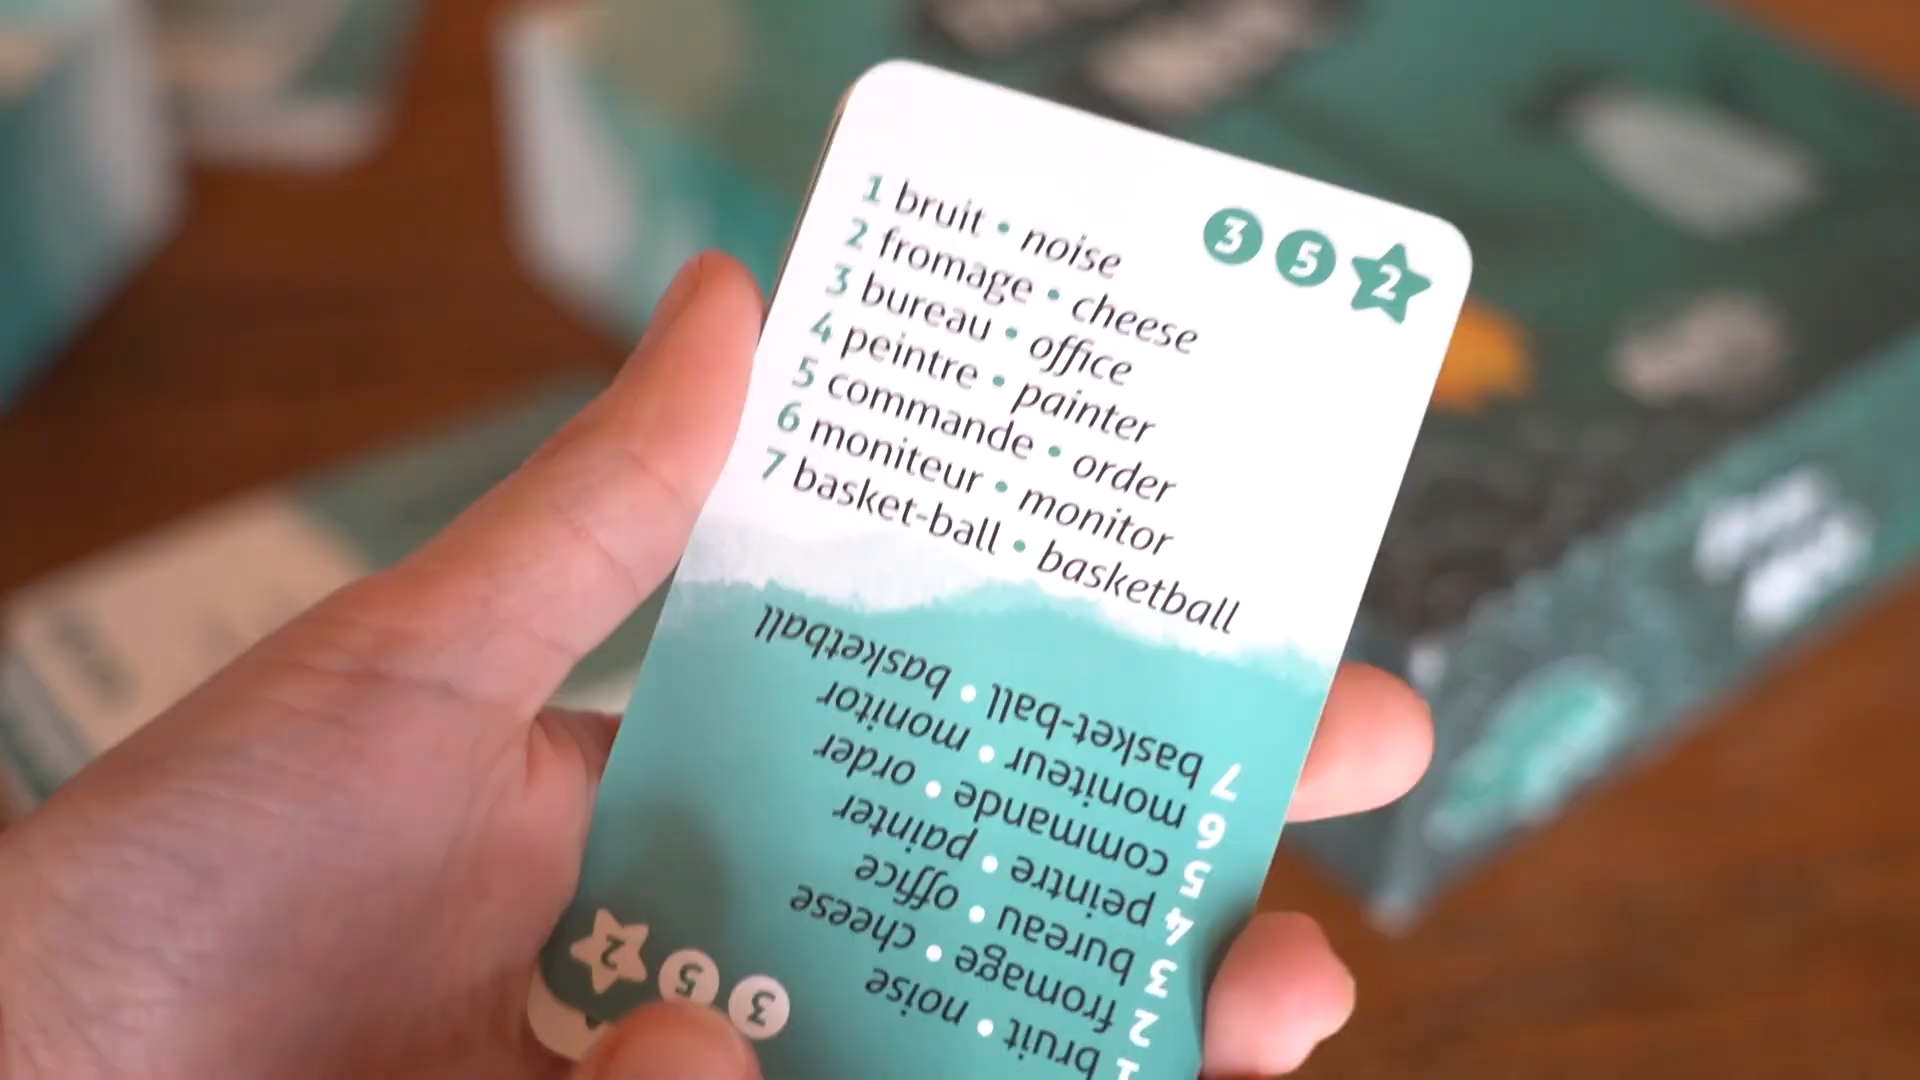 3 5 2
1 bruit • noise
2 fromage • cheese
3 bureau • office
4 peintre • painter
5 commande • order
6 moniteur • monitor
7 basket-ball • basketball
7 basket-ball • basketball
6 moniteur • monitor
5 commande • order
4 peintre • painter
3 bureau • office
2 fromage • cheese
1 bruit • noise
3 5 2